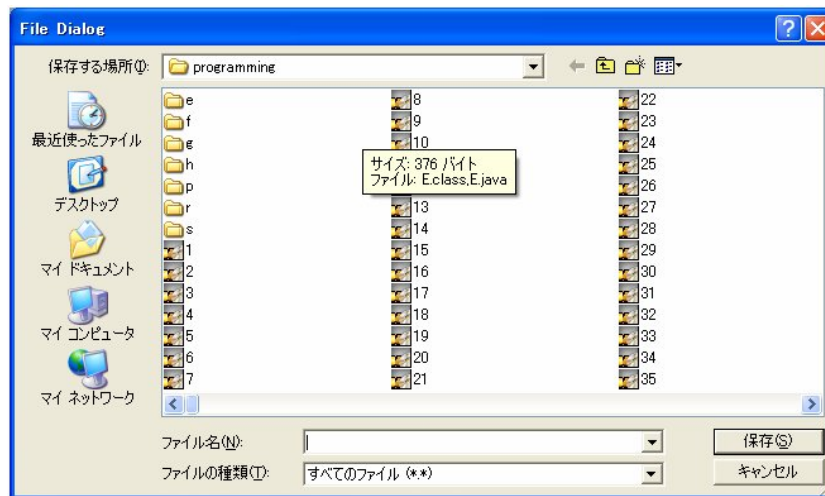 File Dialog
保存する場所(I):
programming
最近使ったファイル
デスクトップ
マイ ドキュメント
マイ コンピュータ
マイ ネットワーク
e
f
g
h
p
r
s
1
2
3
4
5
6
7
8
9
10
サイズ: 376 バイト
ファイル: E.class,E.java
13
14
15
16
17
18
19
20
21
22
23
24
25
26
27
28
29
30
31
32
33
34
35
ファイル名(N):
保存(S)
ファイルの種類(T):
すべてのファイル (*.*)
キャンセル